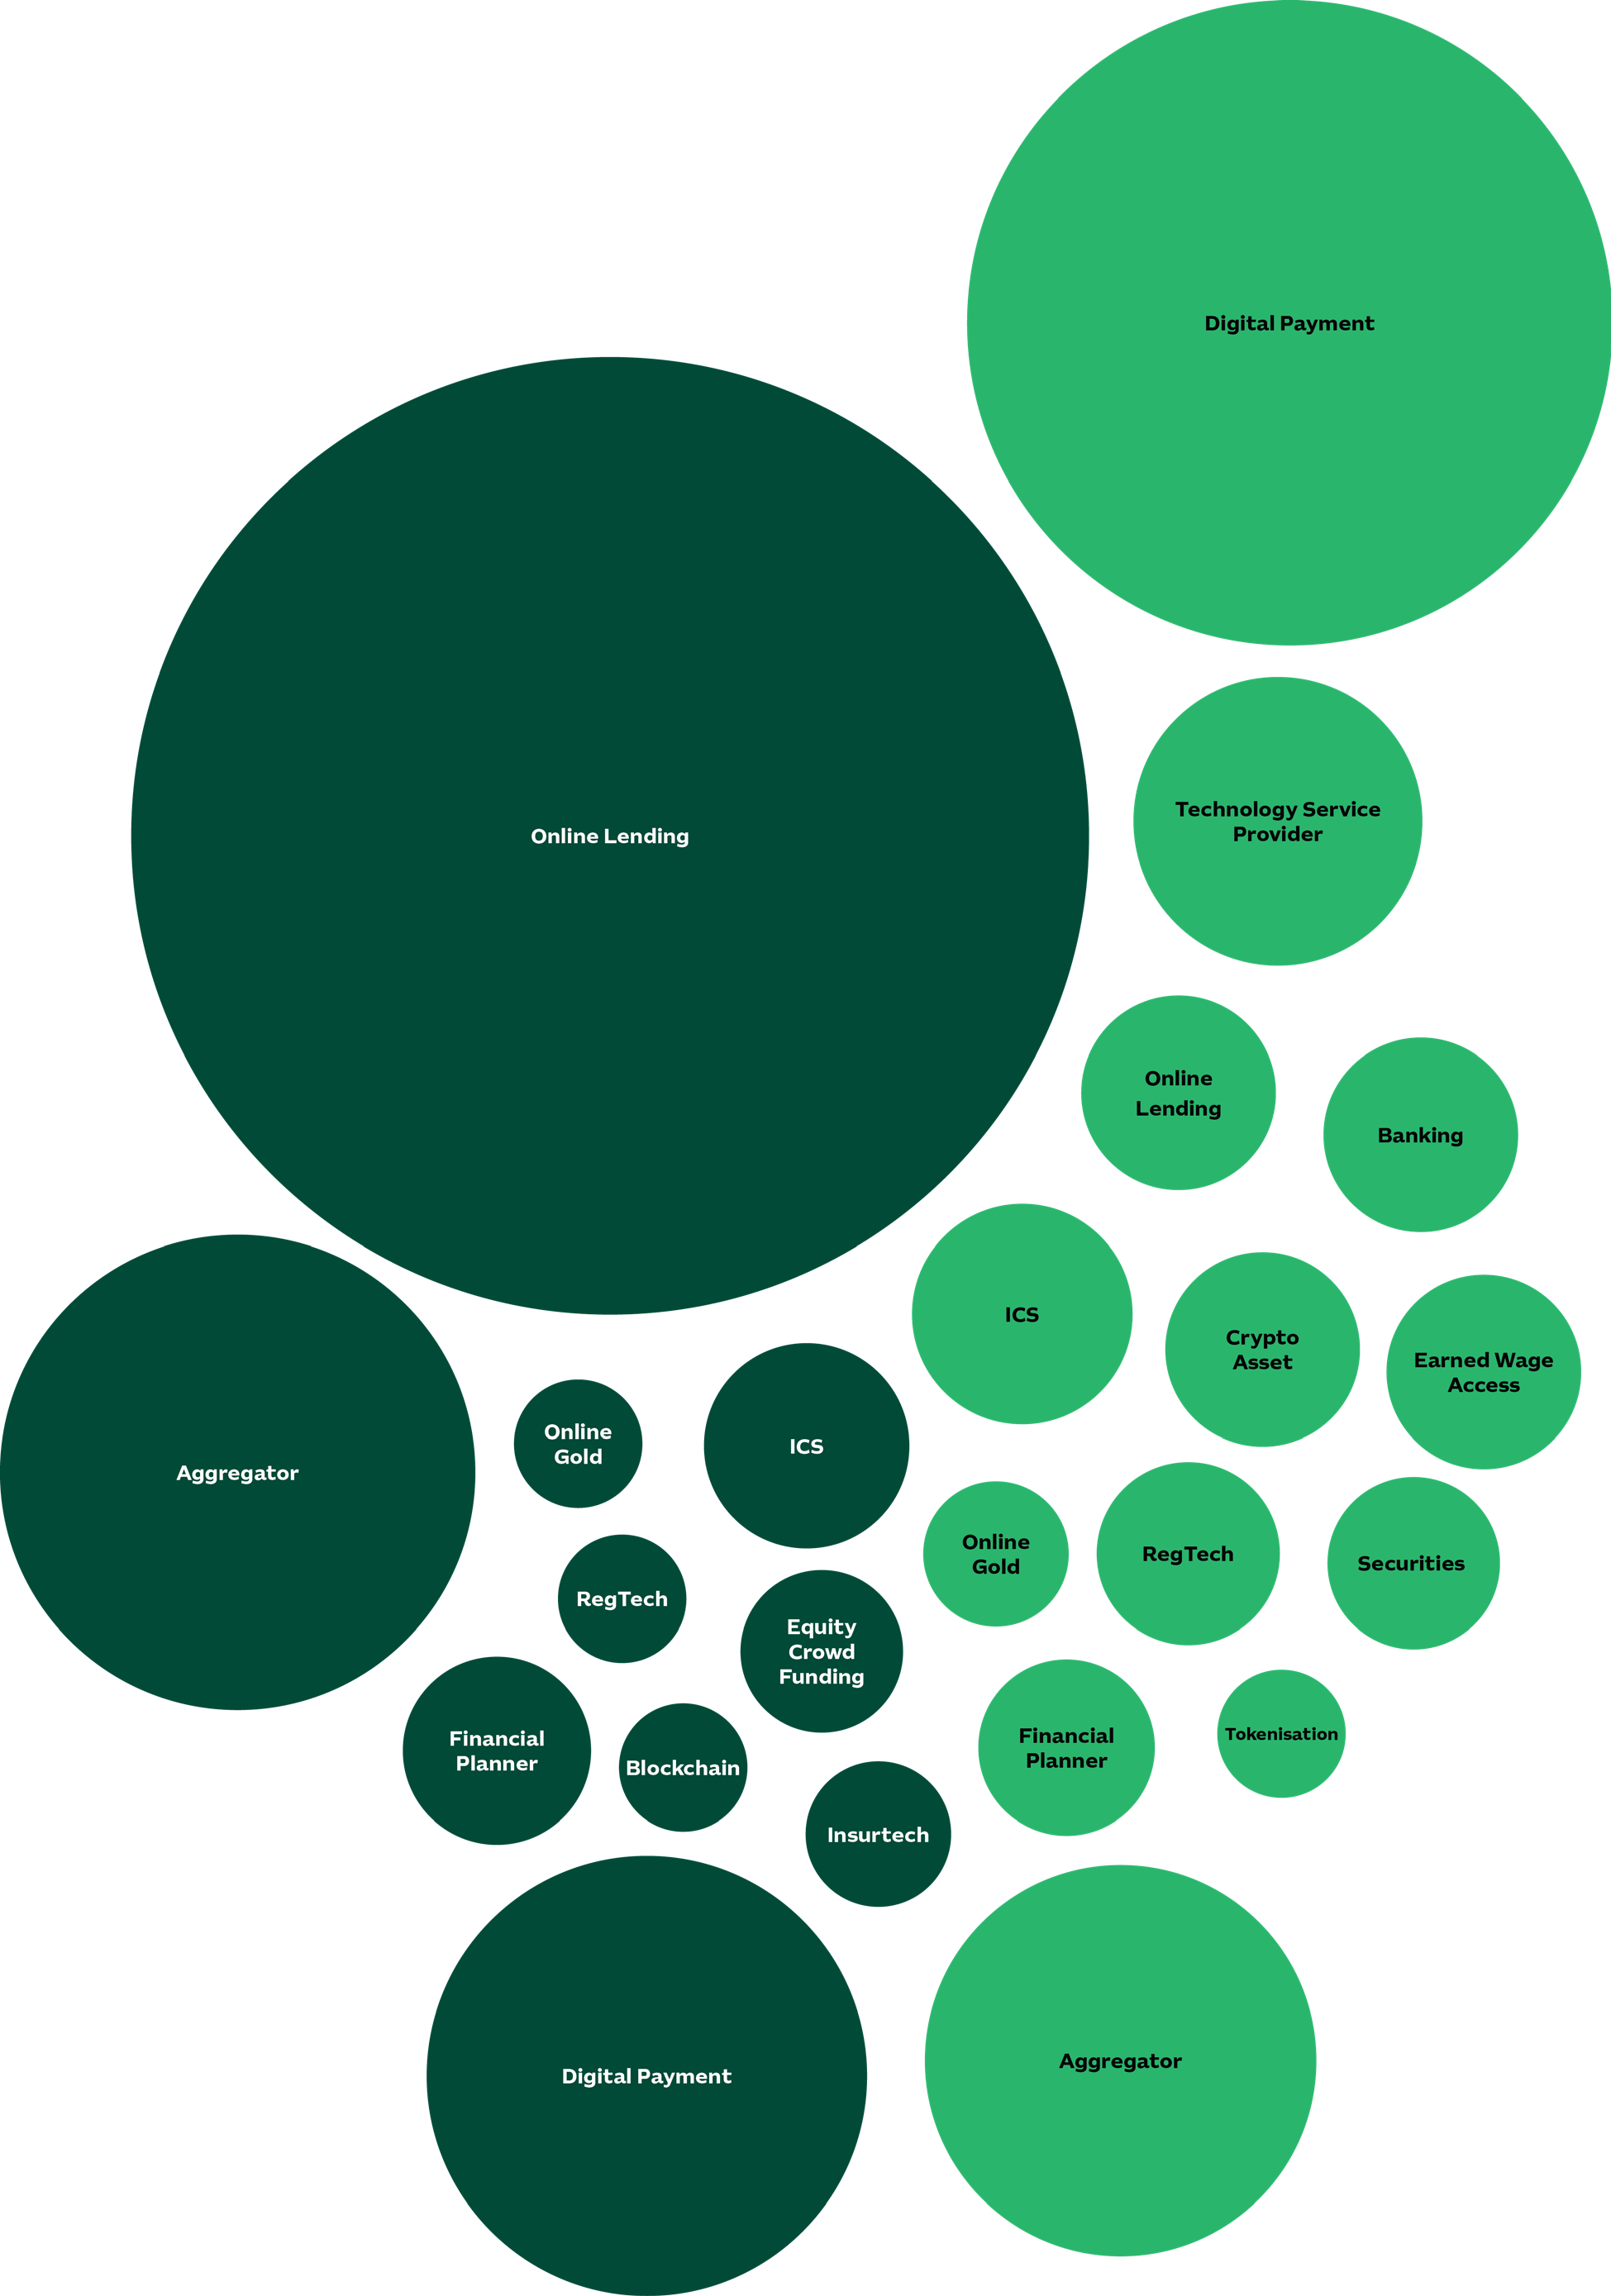 Digital Payment
Online Lending
Technology Service
Provider
Online
Lending
Banking
ICS
Crypto
Asset
Earned Wage
Access
Online
Gold
ICS
Aggregator
Online
Gold
RegTech
Securities
RegTech
Equity
Crowd
Funding
Financial
Planner
Blockchain
Financial
Planner
Tokenisation
Insurtech
Digital Payment
Aggregator